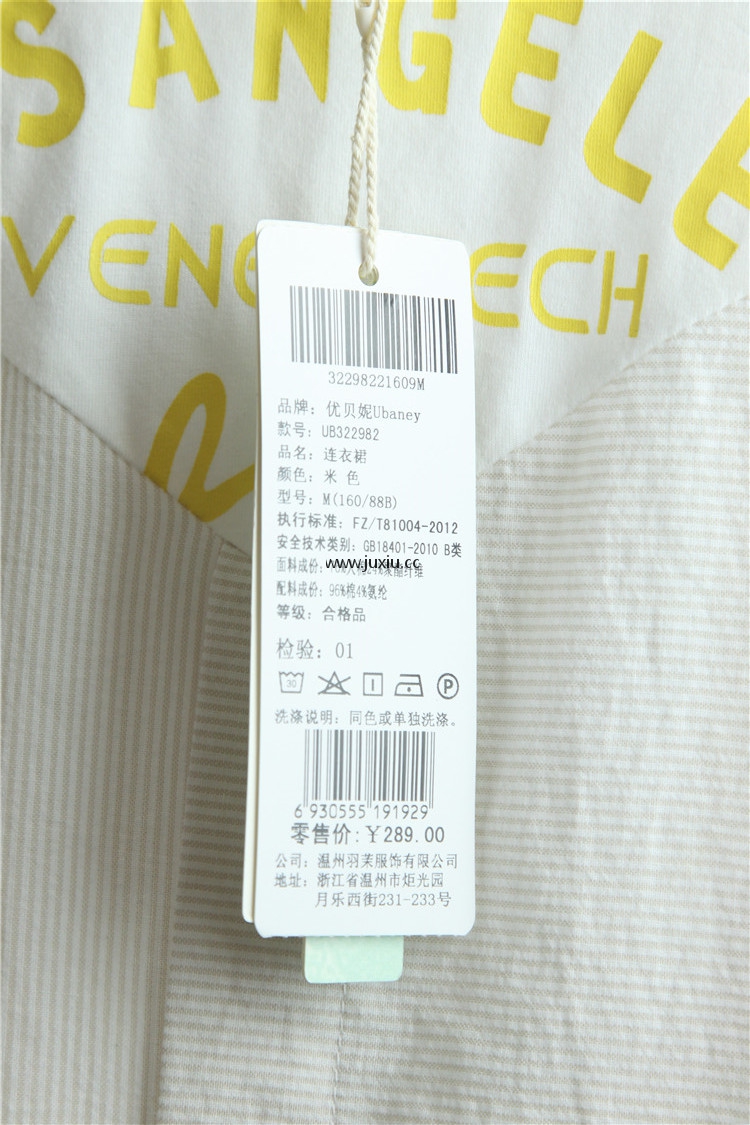 SANGELE
VENE ECH
32298221609M
品牌: 优贝妮Ubaney
款号: UB322982
品名: 连衣裙
颜色: 米 色
型号: M(160/88B)
执行标准: FZ/T81004-2012
安全技术类别: GB18401-2010 B类
面料成份:
www.juxiu.cc
配料成份: 96%棉4%氨纶
等级: 合格品
检验: 01
30
P
洗涤说明: 同色或单独洗涤。
6 930555 191929
零售价: ¥289.00
公司: 温州羽茉服饰有限公司
地址: 浙江省温州市炬光园
月乐西街231-233号